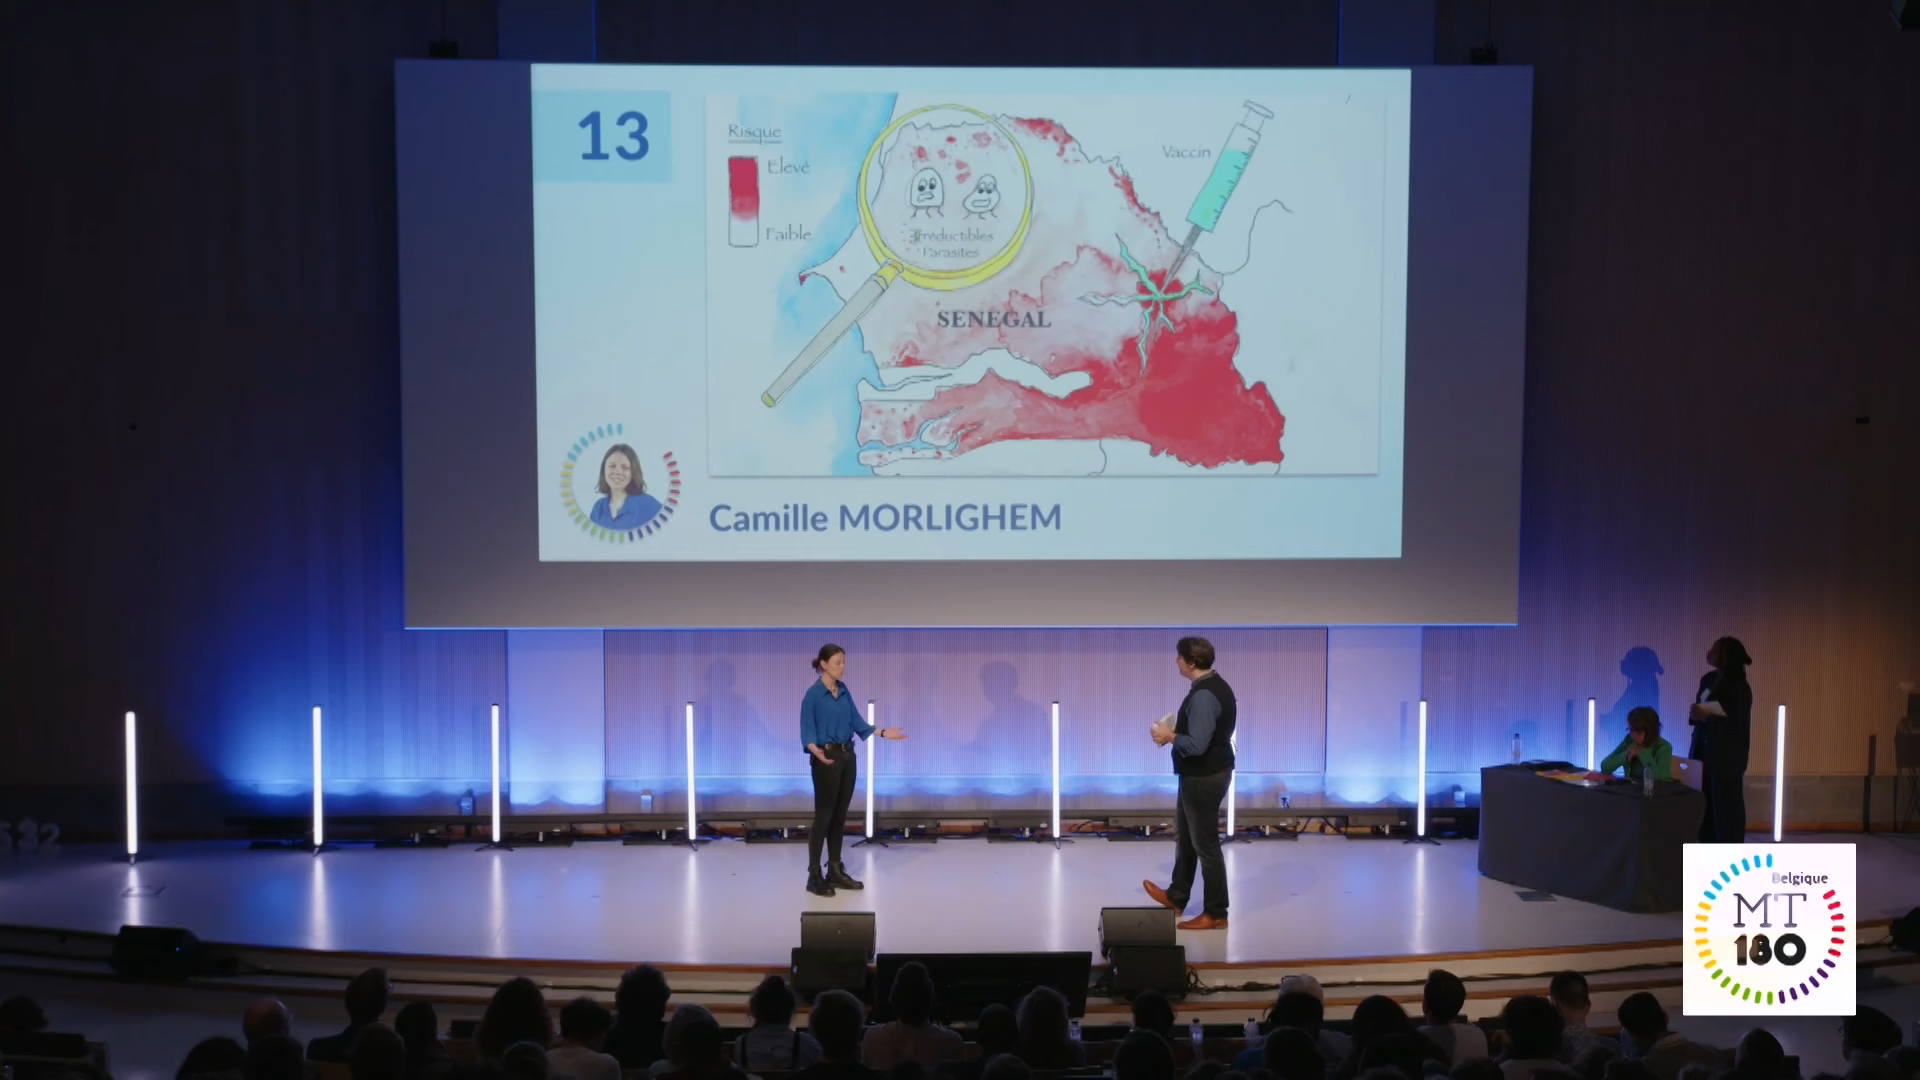 13
Risque
Elevé
Faible
Irréductibles
Parasites
Vaccin
SENEGAL
Camille MORLIGHEM
Belgique
MT
180